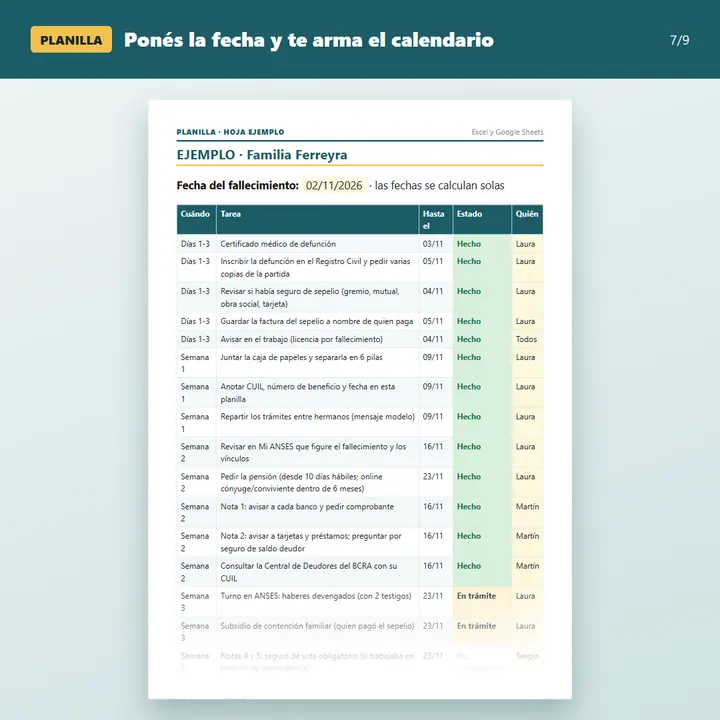 PLANILLA Ponés la fecha y te arma el calendario 7/9
PLANILLA · HOJA EJEMPLO Excel y Google Sheets
EJEMPLO · Familia Ferreyra
Fecha del fallecimiento: 02/11/2026 · las fechas se calculan solas
Cuándo Tarea Hasta el Estado Quién
Días 1-3 Certificado médico de defunción 03/11 Hecho Laura
Días 1-3 Inscribir la defunción en el Registro Civil y pedir varias 05/11 Hecho Laura
copias de la partida
Días 1-3 Revisar si había seguro de sepelio (gremio, mutual, 04/11 Hecho Laura
obra social, tarjeta)
Días 1-3 Guardar la factura del sepelio a nombre de quien paga 05/11 Hecho Laura
Días 1-3 Avisar en el trabajo (licencia por fallecimiento) 04/11 Hecho Todos
Semana 1 Juntar la caja de papeles y separarla en 6 pilas 09/11 Hecho Laura
Semana 1 Anotar CUIL, número de beneficio y fecha en esta 09/11 Hecho Laura
planilla
Semana 1 Repartir los trámites entre hermanos (mensaje modelo) 09/11 Hecho Laura
Semana 2 Revisar en Mi ANSES que figure el fallecimiento y los 16/11 Hecho Laura
vínculos
Semana 2 Pedir la pensión (desde 10 días hábiles; online 23/11 Hecho Laura
cónyuge/conviviente dentro de 6 meses)
Semana 2 Nota 1: avisar a cada banco y pedir comprobante 16/11 Hecho Martín
Semana 2 Nota 2: avisar a tarjetas y préstamos; preguntar por 16/11 Hecho Martín
seguro de saldo deudor
Semana 2 Consultar la Central de Deudores del BCRA con su 16/11 Hecho Martín
CUIL
Semana 3 Turno en ANSES: haberes devengados (con 2 testigos) 23/11 En trámite Laura
Semana 3 Subsidio de contención familiar (quien pagó el sepelio) 23/11 En trámite Laura
Semana Notas 4 y 5: seguro de vida obligatorio (si trabajaba en 23/11 No Sergio